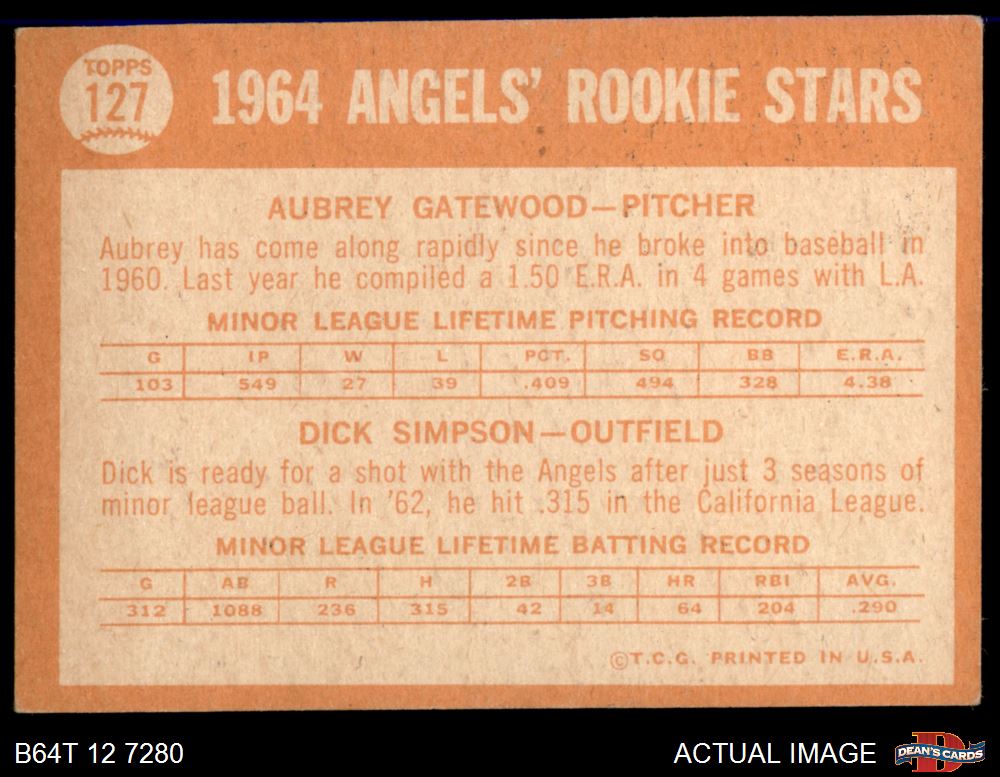 TOPPS
127
1964 ANGELS' ROOKIE STARS
AUBREY GATEWOOD—PITCHER
Aubrey has come along rapidly since he broke into baseball in
1960. Last year he compiled a 1.50 E.R.A. in 4 games with L.A.
MINOR LEAGUE LIFETIME PITCHING RECORD
G IP W L PCT. SO BB E.R.A.
103 549 27 39 .409 494 328 4.38
DICK SIMPSON—OUTFIELD
Dick is ready for a shot with the Angels after just 3 seasons of
minor league ball. In '62, he hit .315 in the California League.
MINOR LEAGUE LIFETIME BATTING RECORD
G AB R H 2B 3B HR RBI AVG.
312 1088 236 315 42 14 64 204 .290
©T.C.G. PRINTED IN U.S.A.
B64T 12 7280
ACTUAL IMAGE
DEAN'S CARDS